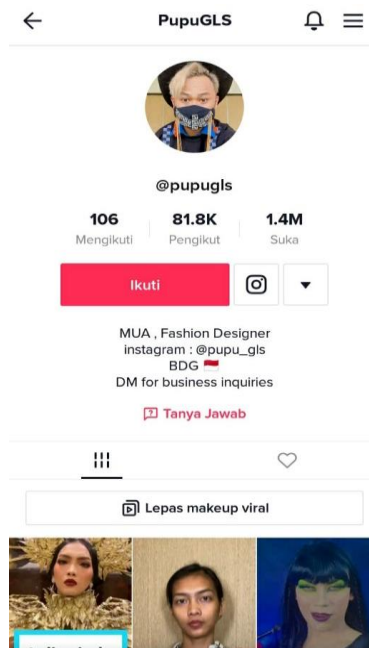 PupuGLS
@pupugls
106 81.8K 1.4M
Mengikuti Pengikut Suka
Ikuti
MUA , Fashion Designer
instagram : @pupu_gls
BDG 🇮🇩
DM for business inquiries
Tanya Jawab
Lepas makeup viral